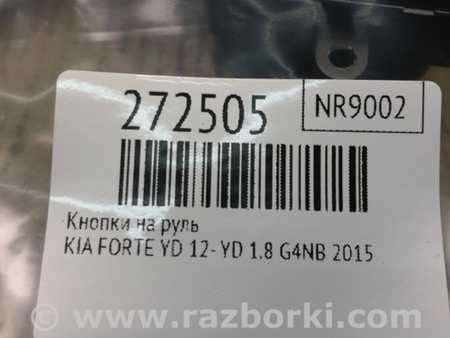 272505
NR9002
Кнопки на руль
KIA FORTE YD 12- YD 1.8 G4NB 2015
www.razborki.com